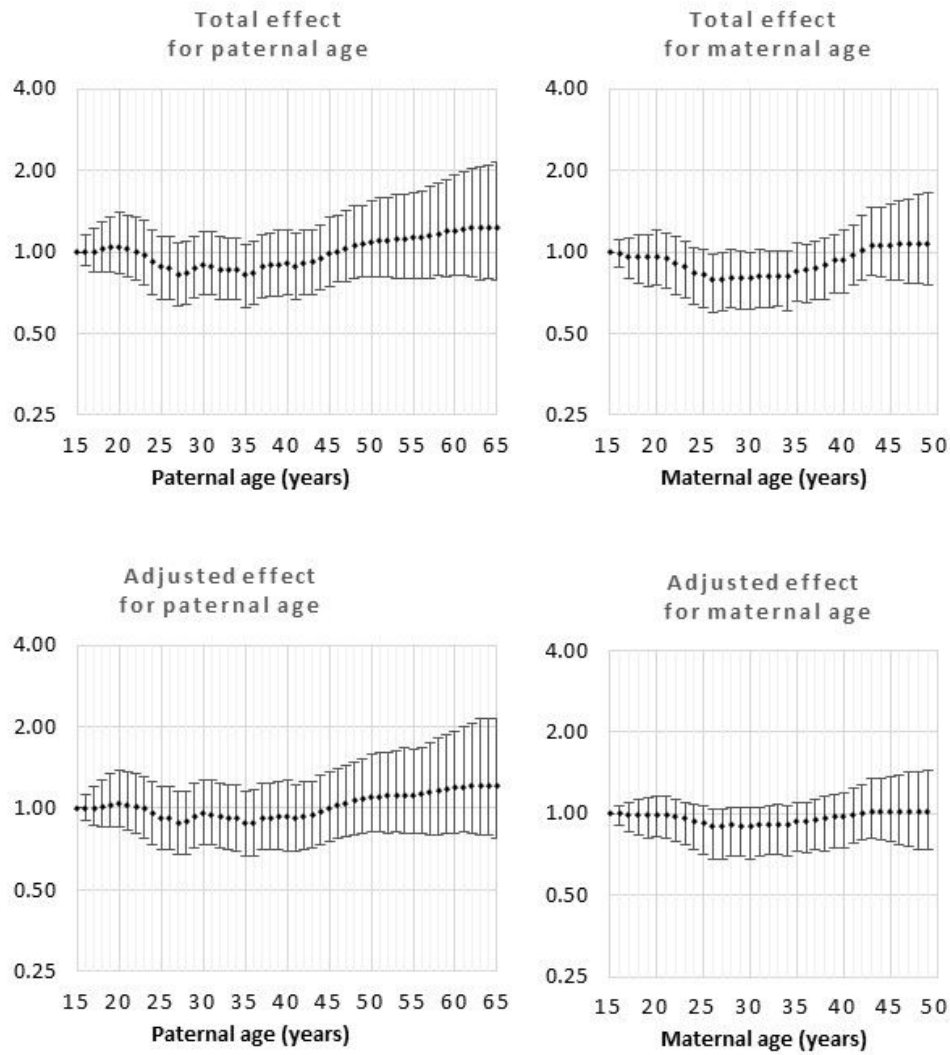 Total effect
for paternal age
4.00
2.00
1.00
0.50
0.25
15 20 25 30 35 40 45 50 55 60 65
Paternal age (years)
Total effect
for maternal age
4.00
2.00
1.00
0.50
0.25
15 20 25 30 35 40 45 50
Maternal age (years)
Adjusted effect
for paternal age
4.00
2.00
1.00
0.50
0.25
15 20 25 30 35 40 45 50 55 60 65
Paternal age (years)
Adjusted effect
for maternal age
4.00
2.00
1.00
0.50
0.25
15 20 25 30 35 40 45 50
Maternal age (years)